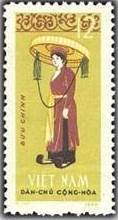 12
BƯU CHÍNH
VIỆT NAM
DÂN-CHỦ CỘNG-HÒA